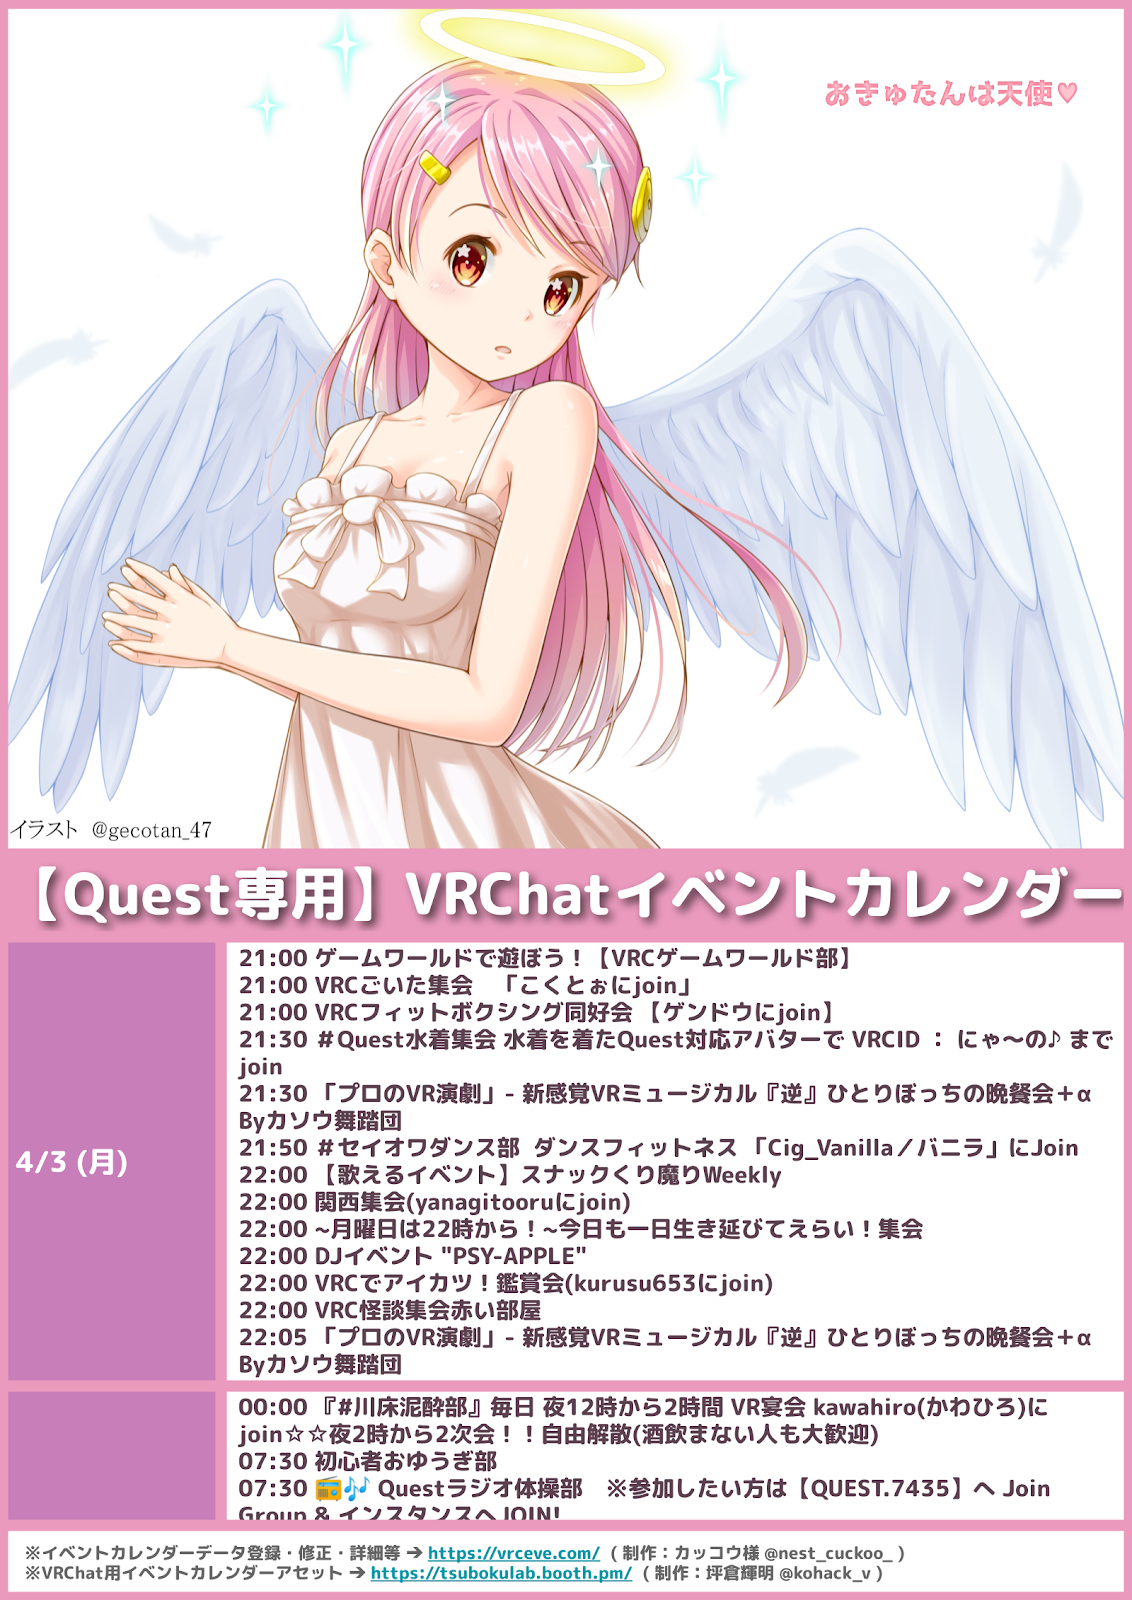 おきゅたんは天使♥
イラスト @gecotan_47
【Quest専用】VRChatイベントカレンダー
4/3 (月)
21:00 ゲームワールドで遊ぼう！【VRCゲームワールド部】
21:00 VRCごいた集会　「こくとぉにjoin」
21:00 VRCフィットボクシング同好会 【ゲンドウにjoin】
21:30 ＃Quest水着集会 水着を着たQuest対応アバターで VRCID ： にゃ～の♪ まで
join
21:30 「プロのVR演劇」- 新感覚VRミュージカル『逆』ひとりぼっちの晩餐会＋α
Byカソウ舞踏団
21:50 ＃セイオワダンス部 ダンスフィットネス 「Cig_Vanilla／バニラ」にJoin
22:00 【歌えるイベント】スナックくり魔りWeekly
22:00 関西集会(yanagitooruにjoin)
22:00 ~月曜日は22時から！~今日も一日生き延びてえらい！集会
22:00 DJイベント "PSY-APPLE"
22:00 VRCでアイカツ！鑑賞会(kurusu653にjoin)
22:00 VRC怪談集会赤い部屋
22:05 「プロのVR演劇」- 新感覚VRミュージカル『逆』ひとりぼっちの晩餐会＋α
Byカソウ舞踏団
00:00 『#川床泥酔部』毎日 夜12時から2時間 VR宴会 kawahiro(かわひろ)に
join☆☆夜2時から2次会！！自由解散(酒飲まない人も大歓迎)
07:30 初心者おゆうぎ部
07:30 📻🎶 Questラジオ体操部　※参加したい方は【QUEST.7435】へ Join
Group & インスタンスへJOIN!
※イベントカレンダーデータ登録・修正・詳細等 ➔ https://vrceve.com/ ( 制作：カッコウ様 @nest_cuckoo_ )
※VRChat用イベントカレンダーアセット ➔ https://tsubokulab.booth.pm/ ( 制作：坪倉輝明 @kohack_v )